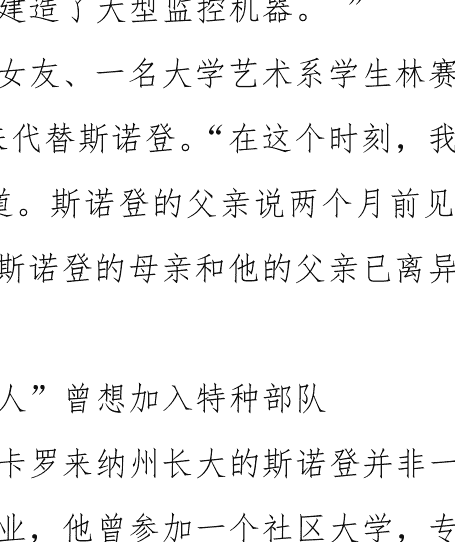 建造了大型监控机器。 ”
女友、一名大学艺术系学生林赛
代替斯诺登。“在这个时刻，我
道。斯诺登的父亲说两个月前见
斯诺登的母亲和他的父亲已离异
人”曾想加入特种部队
卡罗来纳州长大的斯诺登并非一
业，他曾参加一个社区大学，专